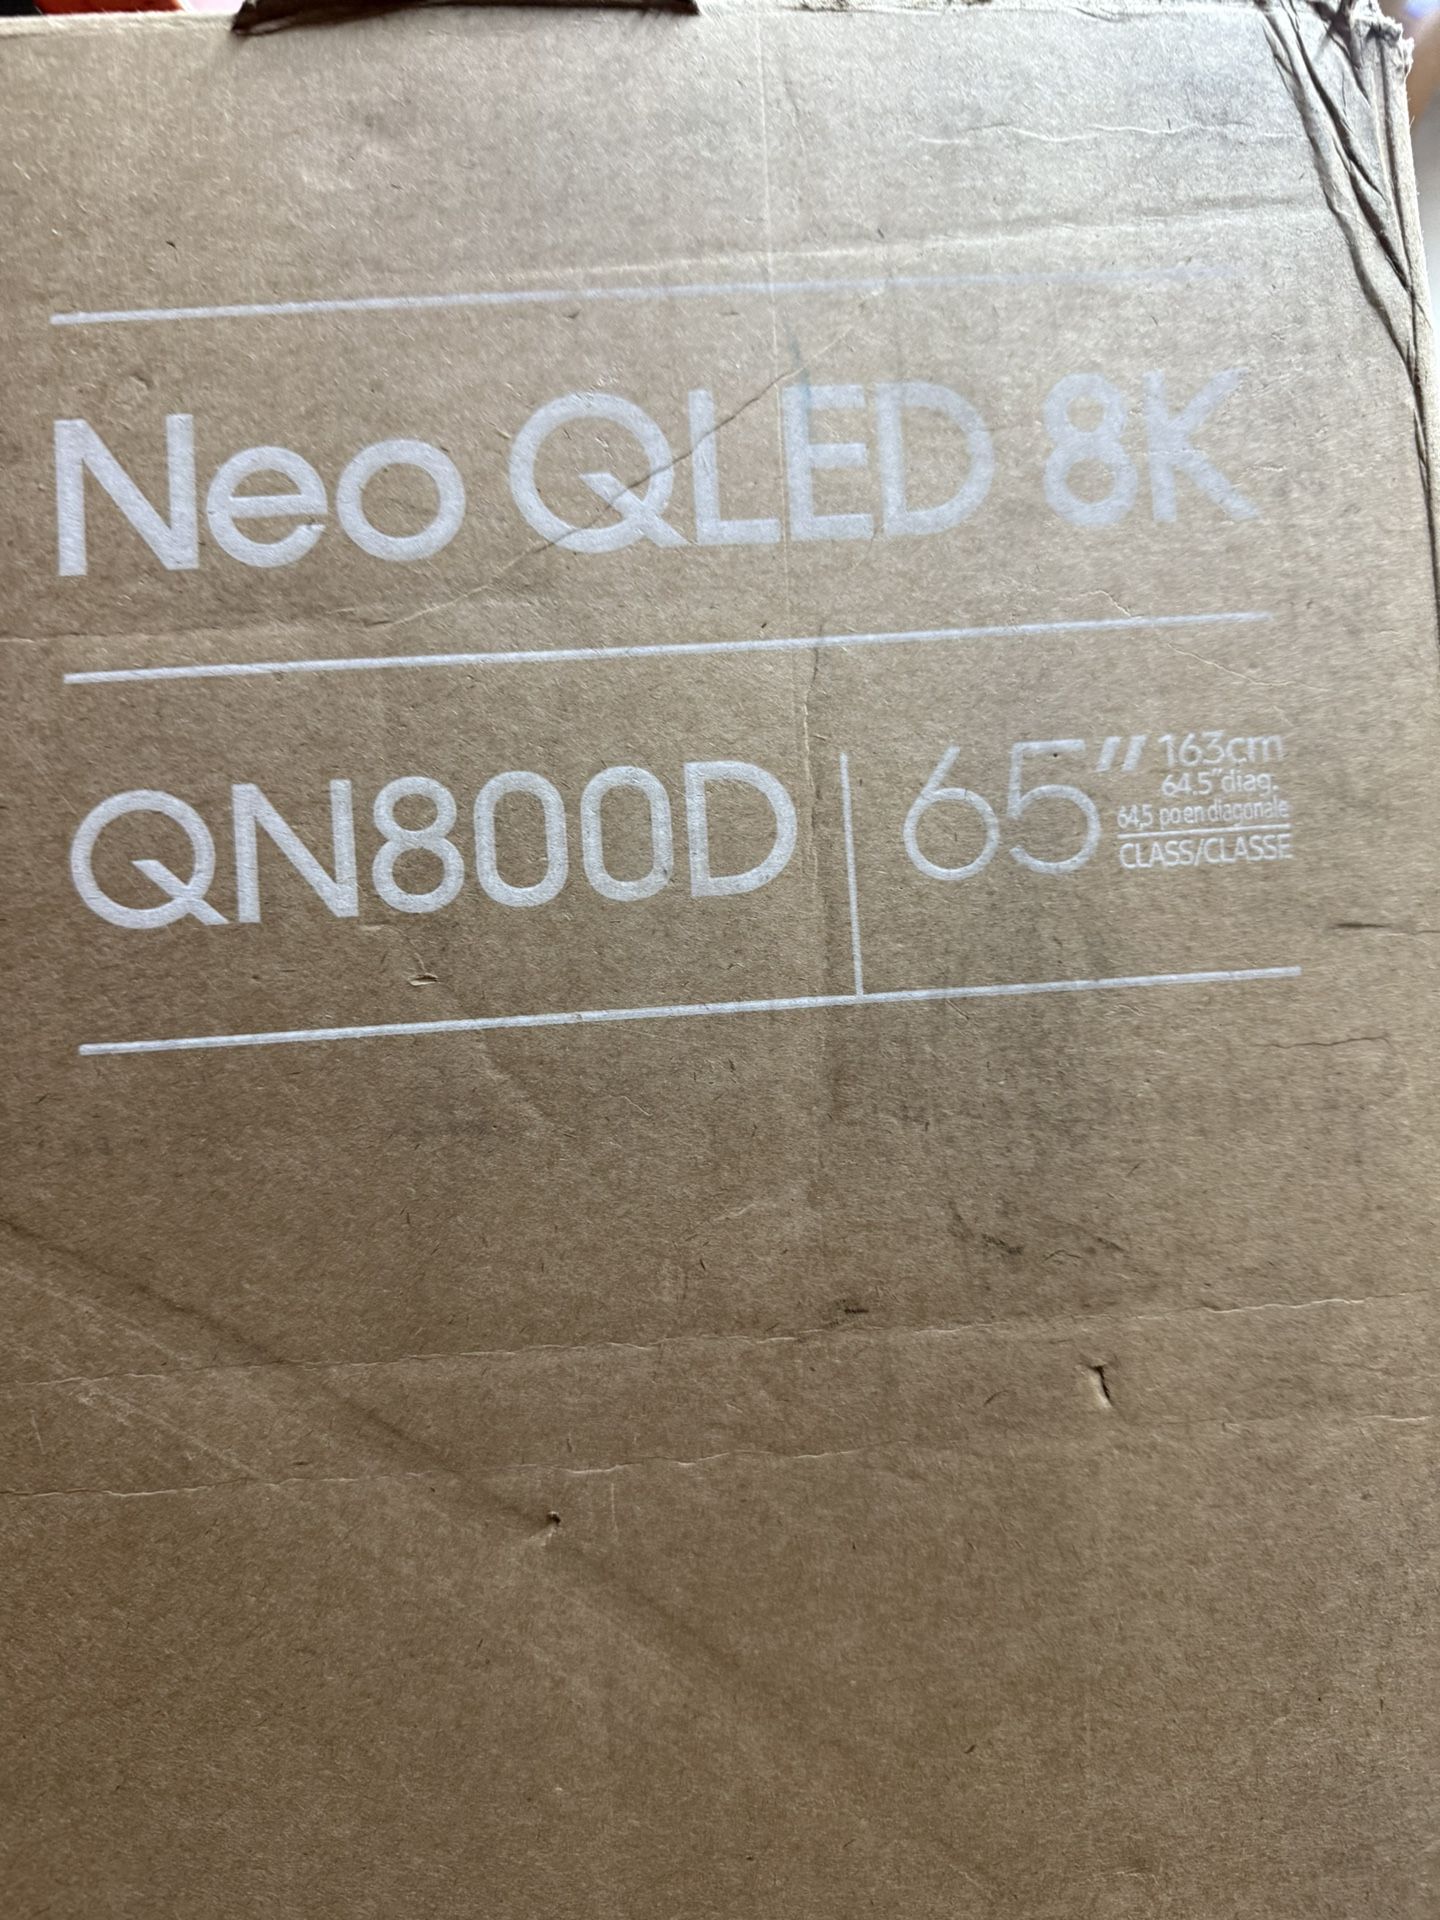 Neo QLED 8K
QN800D
65" 163cm
64.5"diag.
64,5 po en diagonale
CLASS/CLASSE